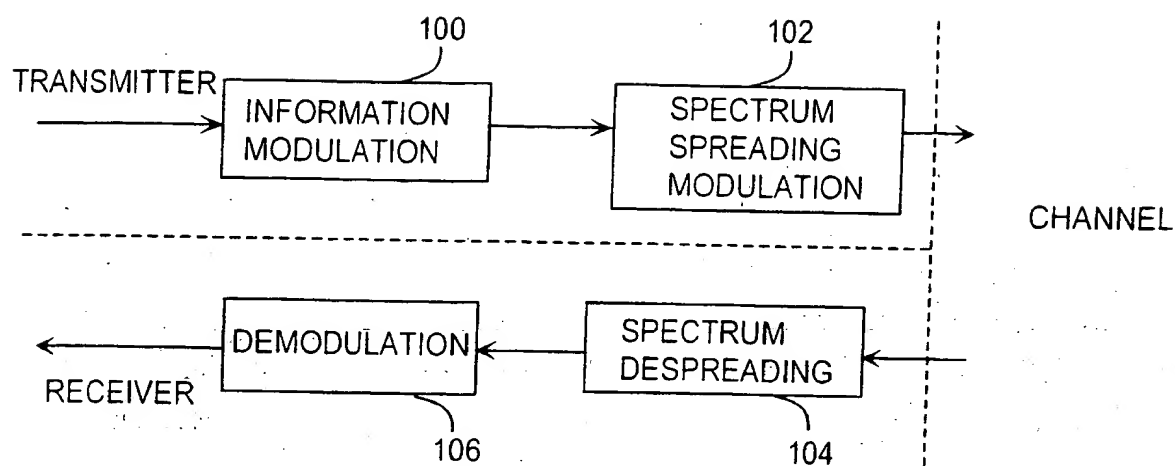 100
102
TRANSMITTER
INFORMATION
MODULATION
SPECTRUM
SPREADING
MODULATION
CHANNEL
DEMODULATION
SPECTRUM
DESPREADING
RECEIVER
106
104